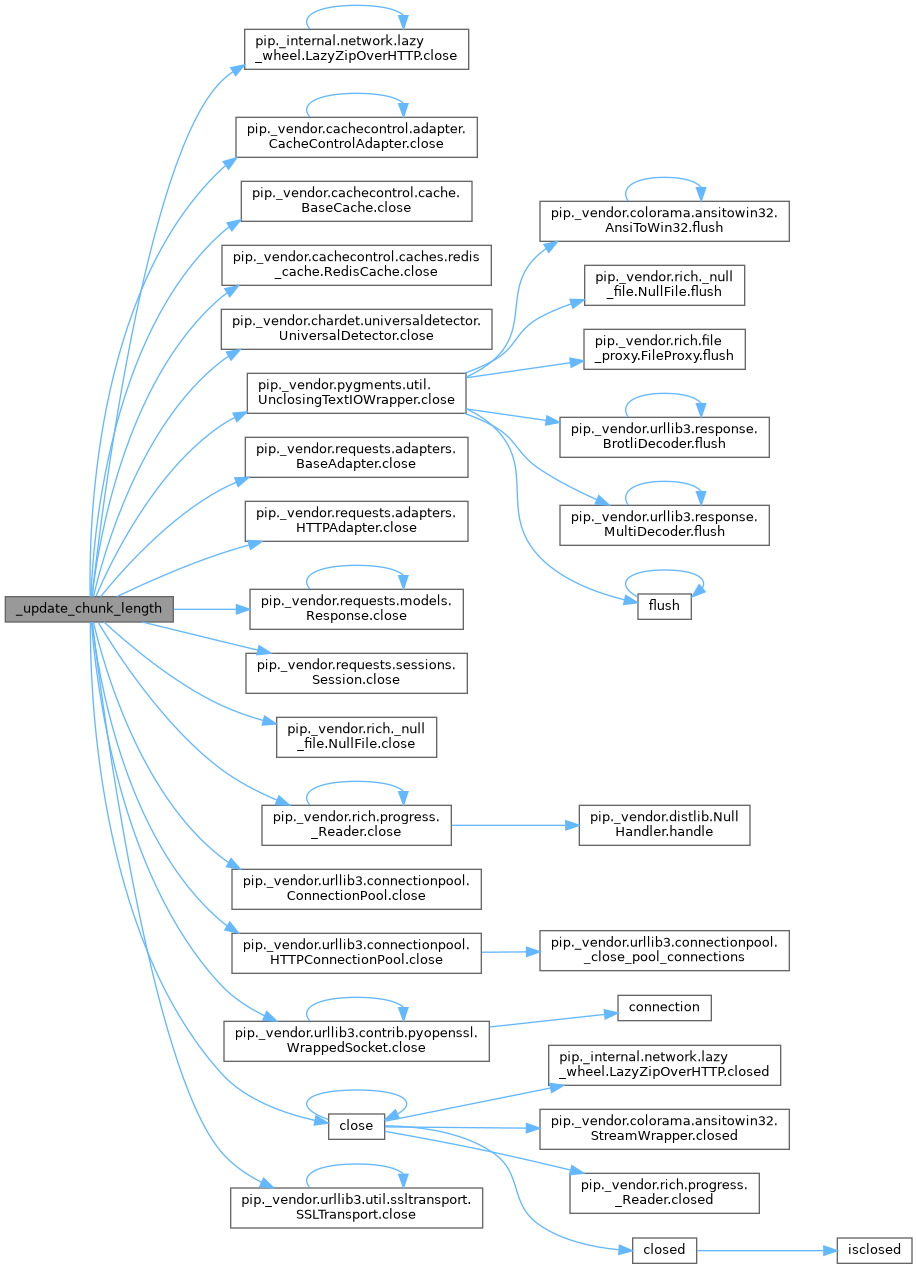 pip._internal.network.lazy
_wheel.LazyZipOverHTTP.close
pip._vendor.cachecontrol.adapter.
CacheControlAdapter.close
pip._vendor.cachecontrol.cache.
BaseCache.close
pip._vendor.cachecontrol.caches.redis
_cache.RedisCache.close
pip._vendor.chardet.universaldetector.
UniversalDetector.close
pip._vendor.pygments.util.
UnclosingTextIOWrapper.close
pip._vendor.requests.adapters.
BaseAdapter.close
pip._vendor.requests.adapters.
HTTPAdapter.close
_update_chunk_length
pip._vendor.requests.models.
Response.close
pip._vendor.requests.sessions.
Session.close
pip._vendor.rich._null
_file.NullFile.close
pip._vendor.rich.progress.
_Reader.close
pip._vendor.urllib3.connectionpool.
ConnectionPool.close
pip._vendor.urllib3.connectionpool.
HTTPConnectionPool.close
pip._vendor.urllib3.contrib.pyopenssl.
WrappedSocket.close
close
pip._vendor.urllib3.util.ssltransport.
SSLTransport.close
pip._vendor.colorama.ansitowin32.
AnsiToWin32.flush
pip._vendor.rich._null
_file.NullFile.flush
pip._vendor.rich.file
_proxy.FileProxy.flush
pip._vendor.urllib3.response.
BrotliDecoder.flush
pip._vendor.urllib3.response.
MultiDecoder.flush
flush
pip._vendor.distlib.Null
Handler.handle
pip._vendor.urllib3.connectionpool.
_close_pool_connections
connection
pip._internal.network.lazy
_wheel.LazyZipOverHTTP.closed
pip._vendor.colorama.ansitowin32.
StreamWrapper.closed
pip._vendor.rich.progress.
_Reader.closed
closed
isclosed